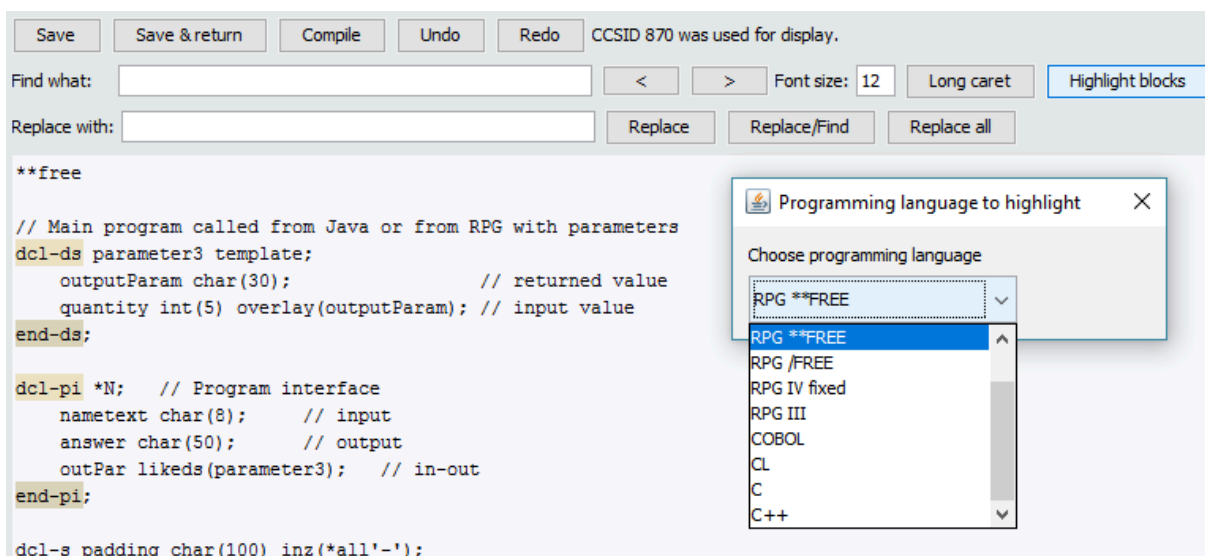 Save Save & return Compile Undo Redo CCSID 870 was used for display.
Find what: < > Font size: 12 Long caret Highlight blocks
Replace with: Replace Replace/Find Replace all
**free
// Main program called from Java or from RPG with parameters
dcl-ds parameter3 template;
    outputParam char(30);                 // returned value
    quantity int(5) overlay(outputParam); // input value
end-ds;
dcl-pi *N;   // Program interface
    nametext char(8);     // input
    answer char(50);      // output
    outPar likeds(parameter3);   // in-out
end-pi;
dcl-s padding char(100) inz(*all'-');
Programming language to highlight
Choose programming language
RPG **FREE
RPG **FREE
RPG /FREE
RPG IV fixed
RPG III
COBOL
CL
C
C++